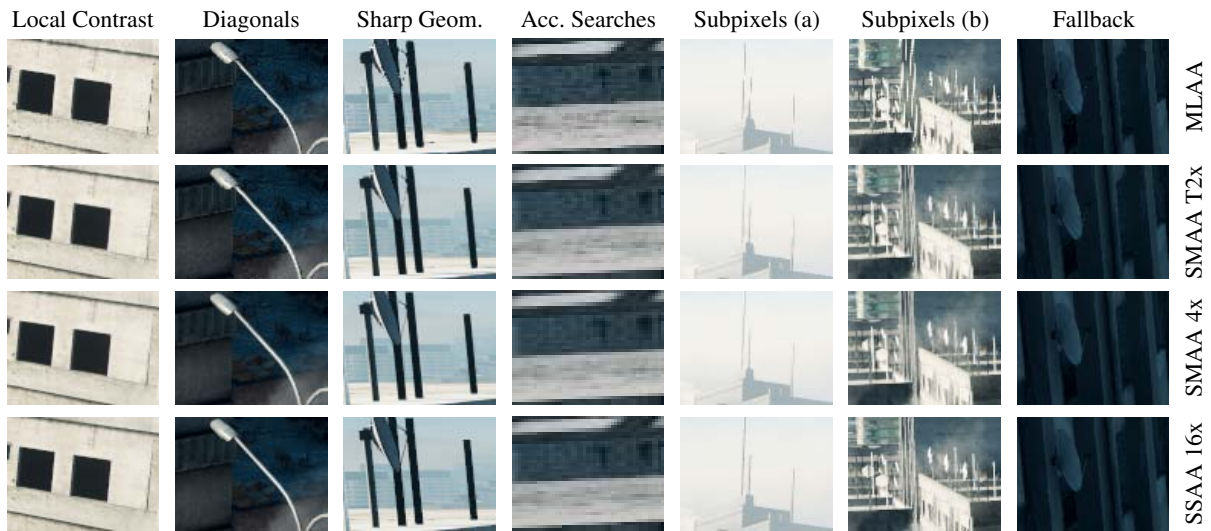 Local Contrast
Diagonals
Sharp Geom.
Acc. Searches
Subpixels (a)
Subpixels (b)
Fallback
MLAA
SMAA T2x
SMAA 4x
SSAA 16x